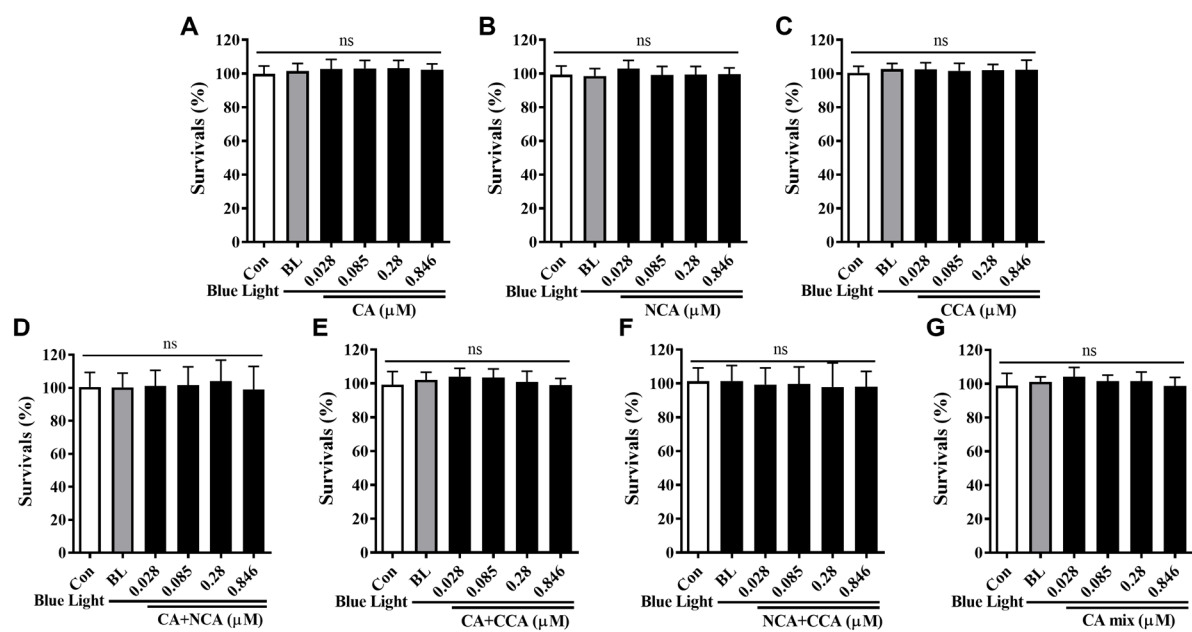 A
ns
120
100
80
60
40
20
0
Survivals (%)
Con
BL
0.028
0.085
0.28
0.846
Blue Light
CA (μM)
B
ns
120
100
80
60
40
20
0
Survivals (%)
Con
BL
0.028
0.085
0.28
0.846
Blue Light
NCA (μM)
C
ns
120
100
80
60
40
20
0
Survivals (%)
Con
BL
0.028
0.085
0.28
0.846
Blue Light
CCA (μM)
D
ns
120
100
80
60
40
20
0
Survivals (%)
Con
BL
0.028
0.085
0.28
0.846
Blue Light
CA+NCA (μM)
E
ns
120
100
80
60
40
20
0
Survivals (%)
Con
BL
0.028
0.085
0.28
0.846
Blue Light
CA+CCA (μM)
F
ns
120
100
80
60
40
20
0
Survivals (%)
Con
BL
0.028
0.085
0.28
0.846
Blue Light
NCA+CCA (μM)
G
ns
120
100
80
60
40
20
0
Survivals (%)
Con
BL
0.028
0.085
0.28
0.846
Blue Light
CA mix (μM)